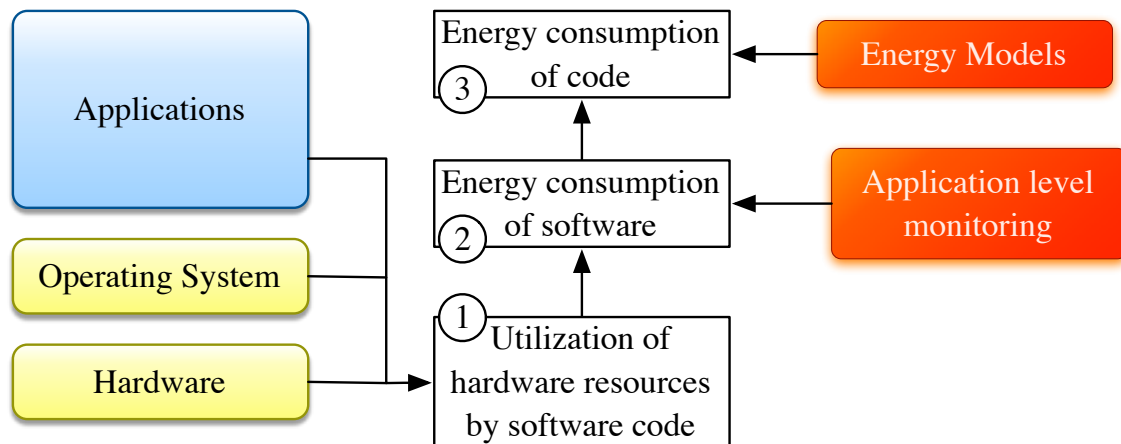 Applications
Operating System
Hardware
Energy consumption
of code
3
Energy consumption
of software
2
1
Utilization of
hardware resources
by software code
Energy Models
Application level
monitoring